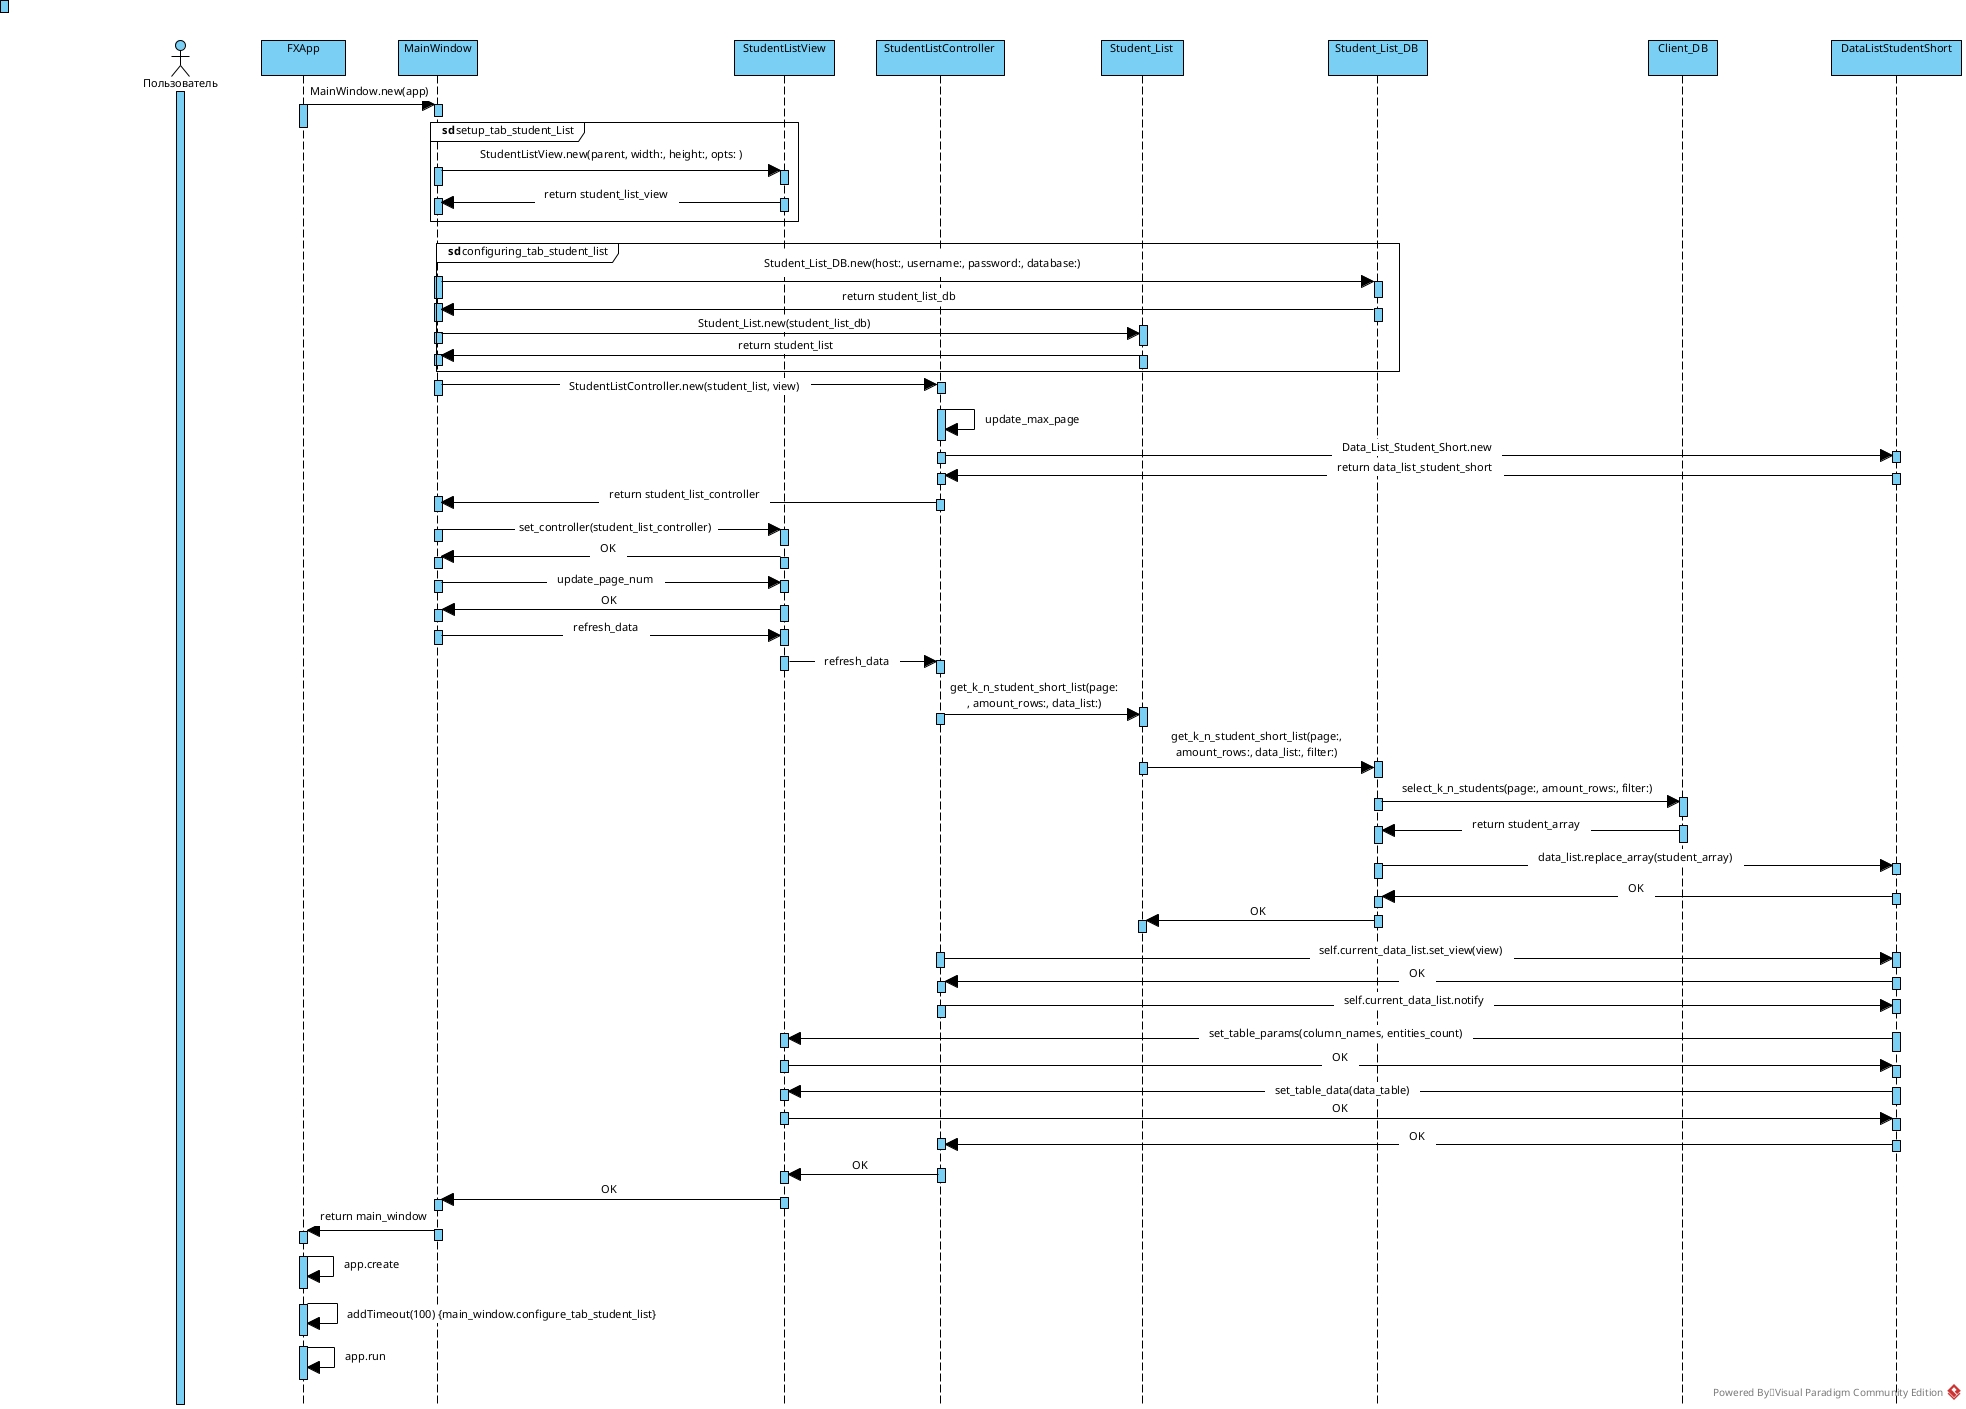 Пользователь
FXApp
MainWindow
StudentListView
StudentListController
Student_List
Student_List_DB
Client_DB
DataListStudentShort
MainWindow.new(app)
sd setup_tab_student_List
StudentListView.new(parent, width:, height:, opts: )
return student_list_view
sd configuring_tab_student_list
Student_List_DB.new(host:, username:, password:, database:)
return student_list_db
Student_List.new(student_list_db)
return student_list
StudentListController.new(student_list, view)
update_max_page
Data_List_Student_Short.new
return data_list_student_short
return student_list_controller
set_controller(student_list_controller)
OK
update_page_num
OK
refresh_data
refresh_data
get_k_n_student_short_list(page:
, amount_rows:, data_list:)
get_k_n_student_short_list(page:,
amount_rows:, data_list:, filter:)
select_k_n_students(page:, amount_rows:, filter:)
return student_array
data_list.replace_array(student_array)
OK
OK
self.current_data_list.set_view(view)
OK
self.current_data_list.notify
set_table_params(column_names, entities_count)
OK
set_table_data(data_table)
OK
OK
OK
OK
return main_window
app.create
addTimeout(100) {main_window.configure_tab_student_list}
app.run
Powered By Visual Paradigm Community Edition